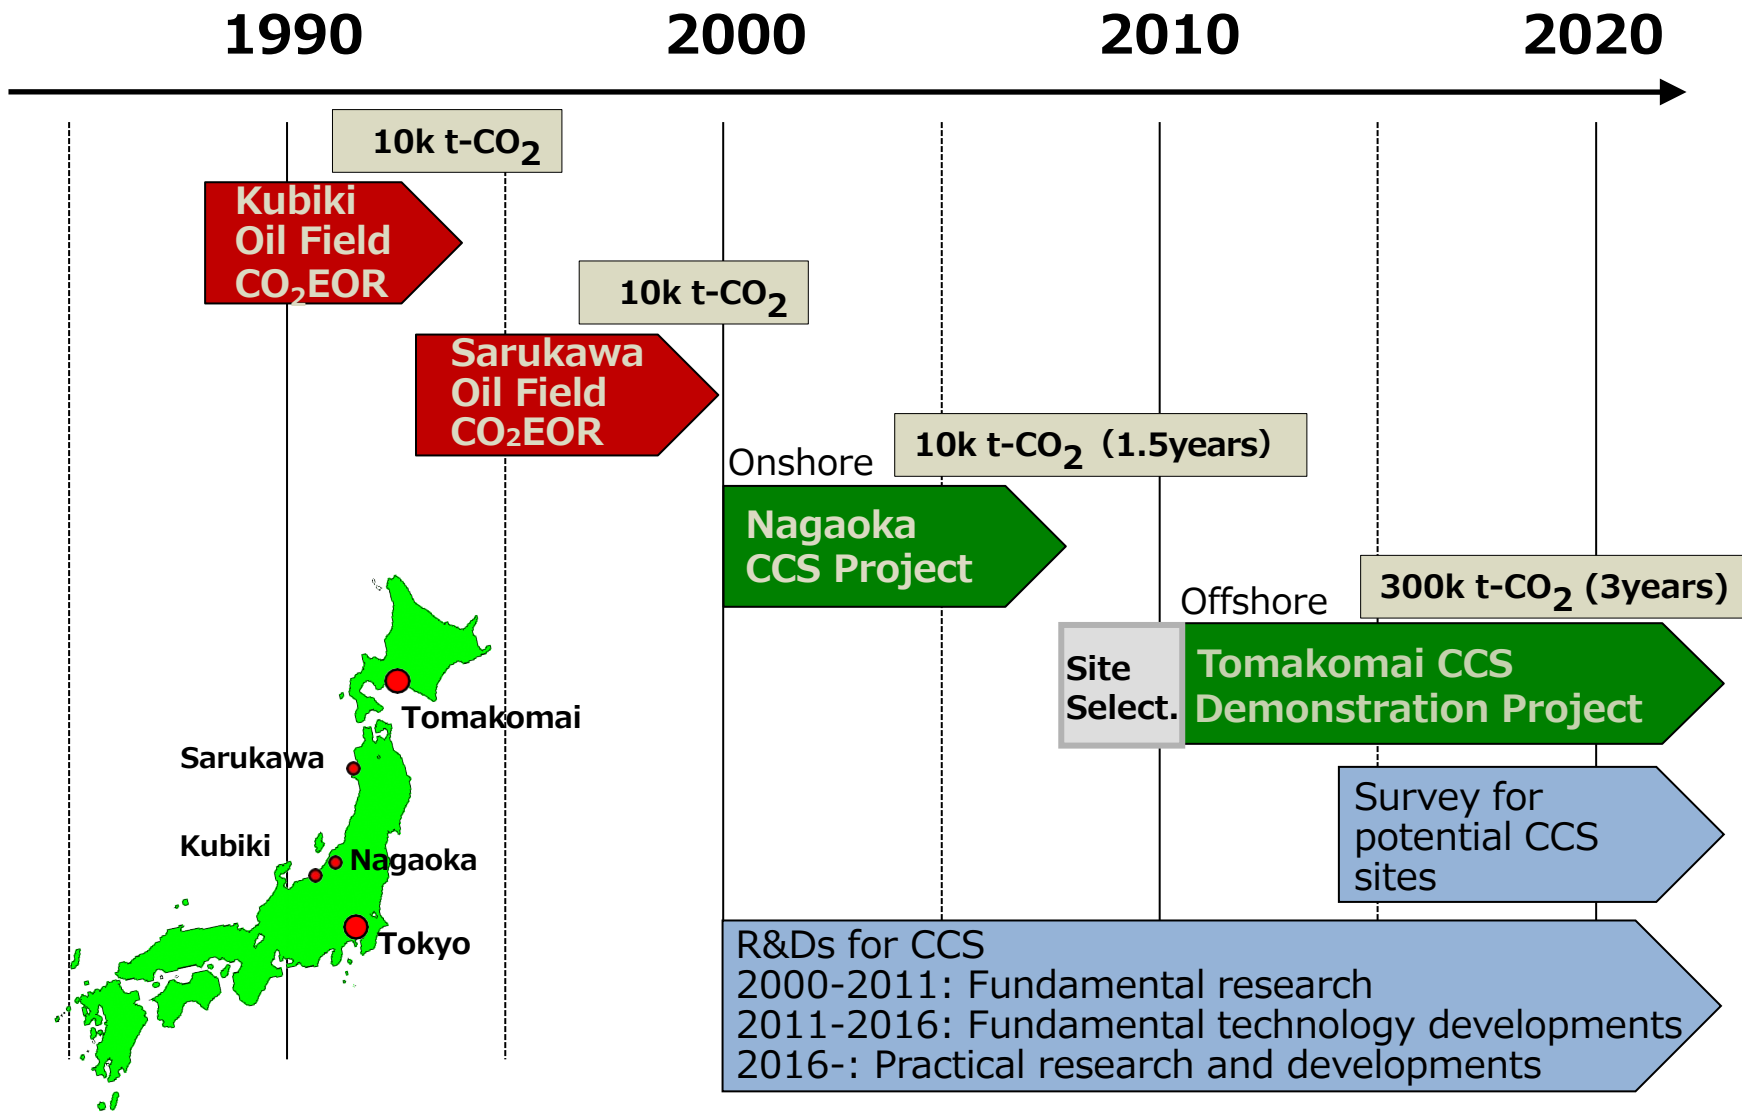 1990 2000 2010 2020
10k t-CO₂
Kubiki
Oil Field
CO₂EOR
10k t-CO₂
Sarukawa
Oil Field
CO₂EOR
10k t-CO₂ (1.5years)
Onshore
Nagaoka
CCS Project
300k t-CO₂ (3years)
Offshore
Site
Select.
Tomakomai CCS
Demonstration Project
Survey for
potential CCS
sites
R&Ds for CCS
2000-2011: Fundamental research
2011-2016: Fundamental technology developments
2016-: Practical research and developments
Tomakomai
Sarukawa
Kubiki
Nagaoka
Tokyo